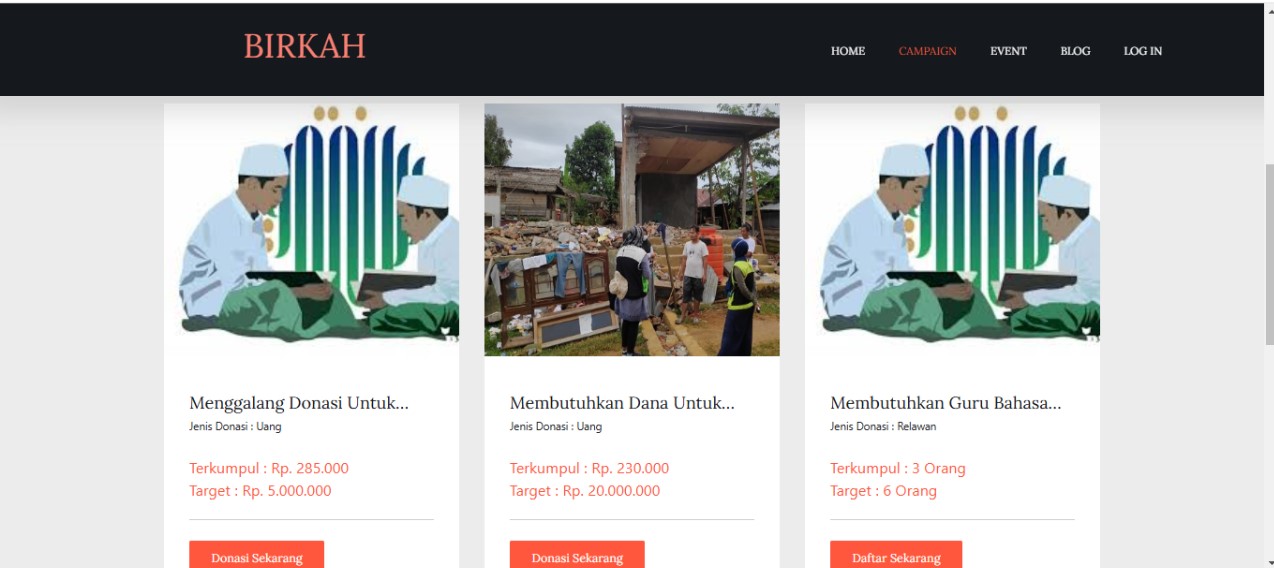 BIRKAH
HOME CAMPAIGN EVENT BLOG LOG IN
Menggalang Donasi Untuk...
Jenis Donasi : Uang
Terkumpul : Rp. 285.000
Target : Rp. 5.000.000
Donasi Sekarang
Membutuhkan Dana Untuk...
Jenis Donasi : Uang
Terkumpul : Rp. 230.000
Target : Rp. 20.000.000
Donasi Sekarang
Membutuhkan Guru Bahasa...
Jenis Donasi : Relawan
Terkumpul : 3 Orang
Target : 6 Orang
Daftar Sekarang